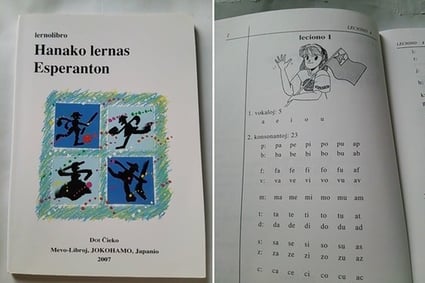 lernolibro
Hanako lernas
Esperanton
Dot Ĉieko
Mevo-Libroj, JOKOHAMO, Japanio
2007
2
LECIONO
leciono 1
1. vokaloj: 5
a e i o u
2. konsonantoj: 23
p: pa pe pi po pu ap
b: ba be bi bo bu ab
f: fa fe fi fo fu af
v: va ve vi vo vu av
m: ma me mi mo mu am
t: ta te ti to tu at
d: da de di do du ad
s: sa se si so su as
z: za ze zi zo zu az
c: ca ce ci co cu ac
LECIONO